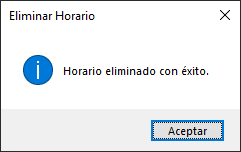 Eliminar Horario
Horario eliminado con éxito.
Aceptar